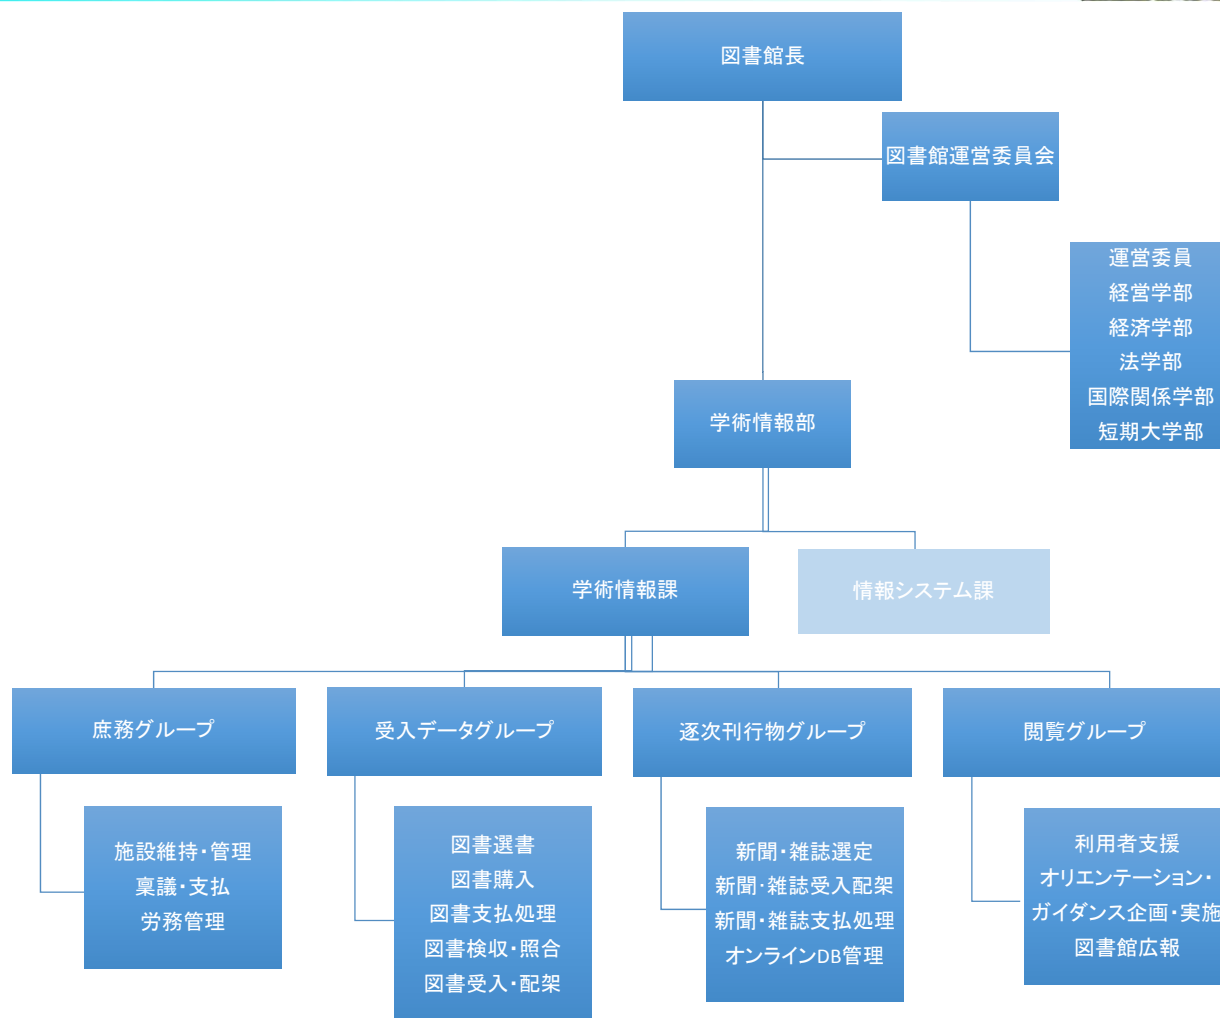 図書館長
図書館運営委員会
運営委員
経営学部
経済学部
法学部
国際関係学部
短期大学部
学術情報部
学術情報課
情報システム課
庶務グループ
受入データグループ
逐次刊行物グループ
閲覧グループ
施設維持・管理
稟議・支払
労務管理
図書選書
図書購入
図書支払処理
図書検収・照合
図書受入・配架
新聞・雑誌選定
新聞・雑誌受入配架
新聞・雑誌支払処理
オンラインDB管理
利用者支援
オリエンテーション・
ガイダンス企画・実施
図書館広報